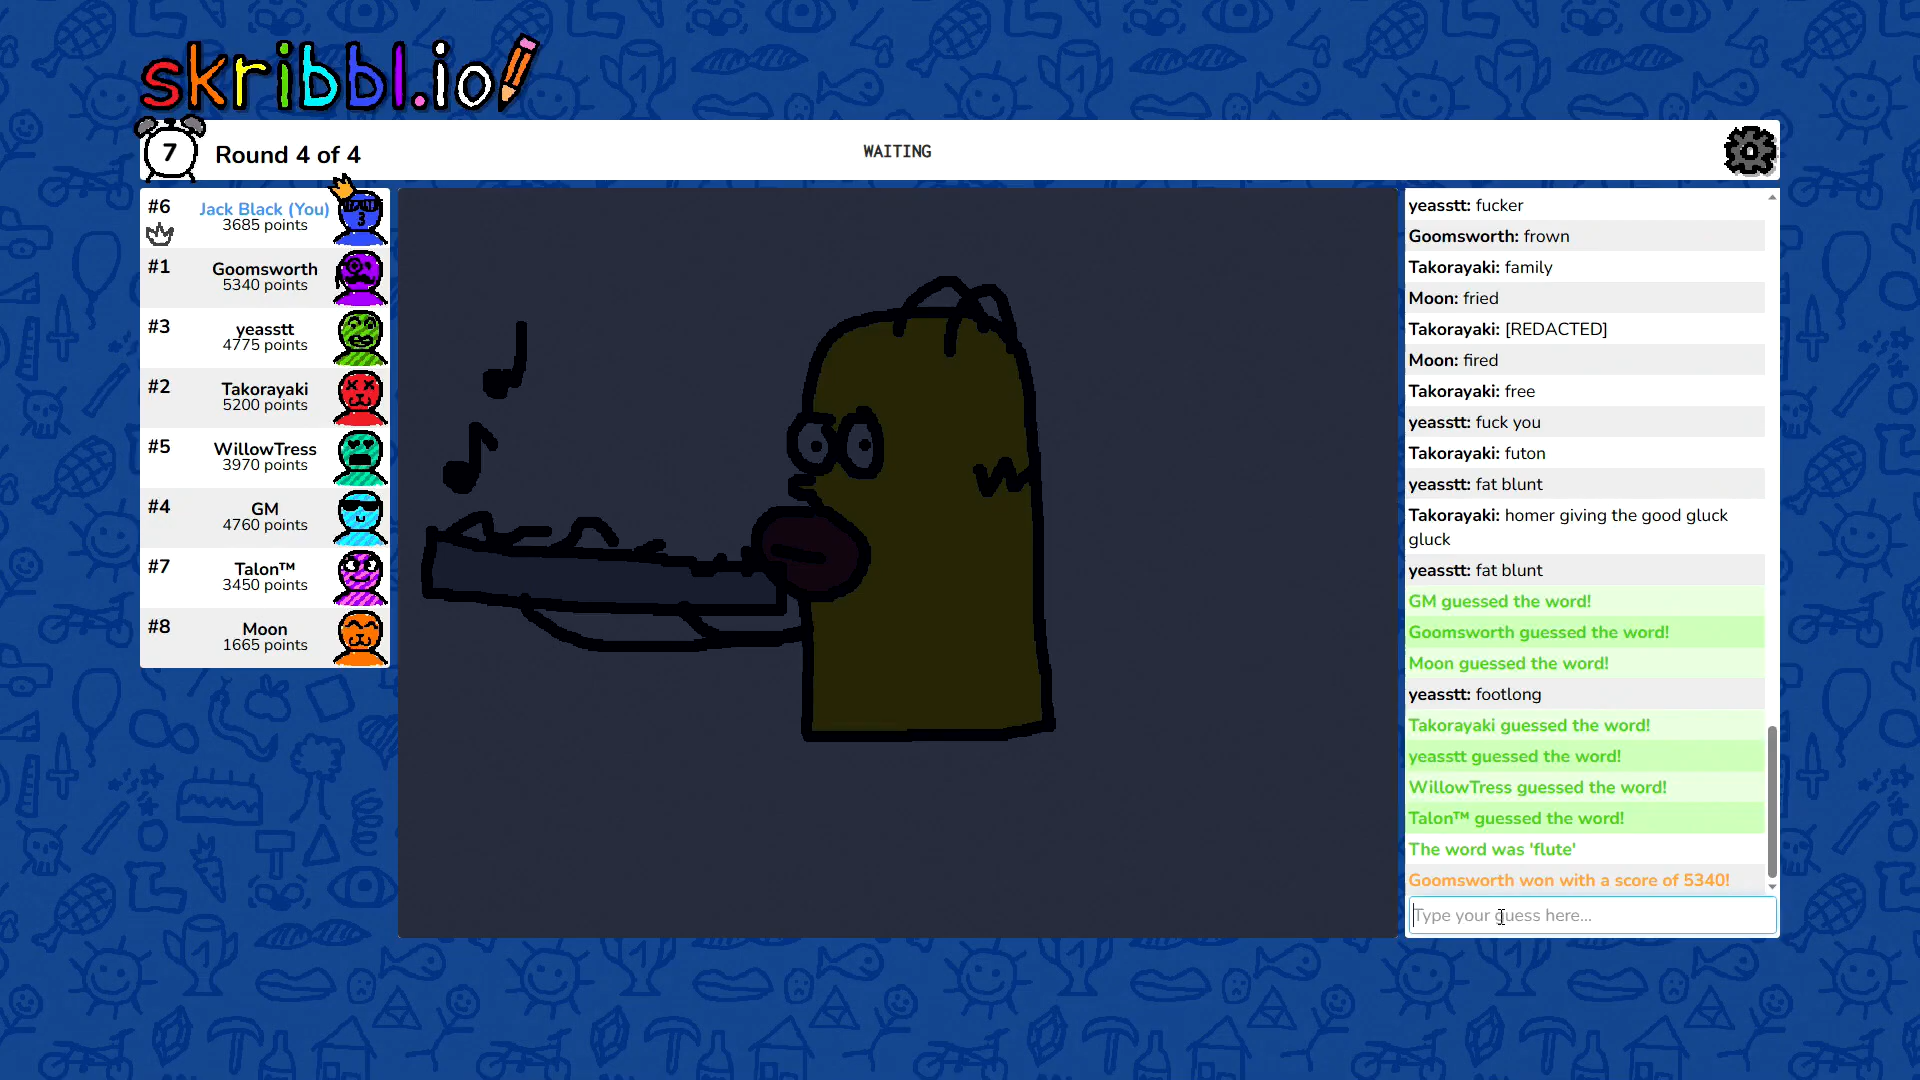 skribbl.io
7
Round 4 of 4
WAITING
#6
Jack Black (You)
3685 points
#1
Goomsworth
5340 points
#3
yeasstt
4775 points
#2
Takorayaki
5200 points
#5
WillowTress
3970 points
#4
GM
4760 points
#7
Talon™
3450 points
#8
Moon
1665 points
yeasstt: fucker
Goomsworth: frown
Takorayaki: family
Moon: fried
Takorayaki: [REDACTED]
Moon: fired
Takorayaki: free
yeasstt: fuck you
Takorayaki: futon
yeasstt: fat blunt
Takorayaki: homer giving the good gluck
gluck
yeasstt: fat blunt
GM guessed the word!
Goomsworth guessed the word!
Moon guessed the word!
yeasstt: footlong
Takorayaki guessed the word!
yeasstt guessed the word!
WillowTress guessed the word!
Talon™ guessed the word!
The word was 'flute'
Goomsworth won with a score of 5340!
Type your guess here...